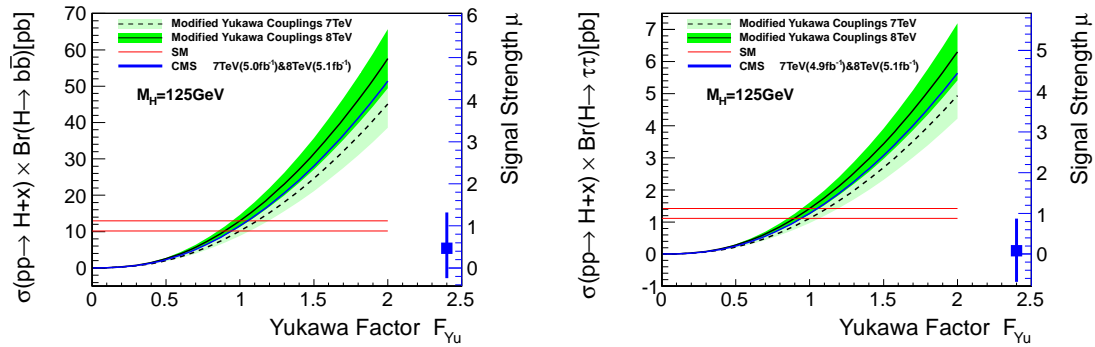 σ(pp→ H+x) × Br(H→ bb̄)[pb]
70
60
50
40
30
20
10
0
Modified Yukawa Couplings 7TeV
Modified Yukawa Couplings 8TeV
SM
CMS 7TeV(5.0fb⁻¹)&8TeV(5.1fb⁻¹)
M_H=125GeV
6
5
4
3
2
1
0
Signal Strength μ
0 0.5 1 1.5 2 2.5
Yukawa Factor F_Yu
σ(pp→ H+x) × Br(H→ ττ)[pb]
7
6
5
4
3
2
1
0
-1
Modified Yukawa Couplings 7TeV
Modified Yukawa Couplings 8TeV
SM
CMS 7TeV(4.9fb⁻¹)&8TeV(5.1fb⁻¹)
M_H=125GeV
5
4
3
2
1
0
Signal Strength μ
0 0.5 1 1.5 2 2.5
Yukawa Factor F_Yu